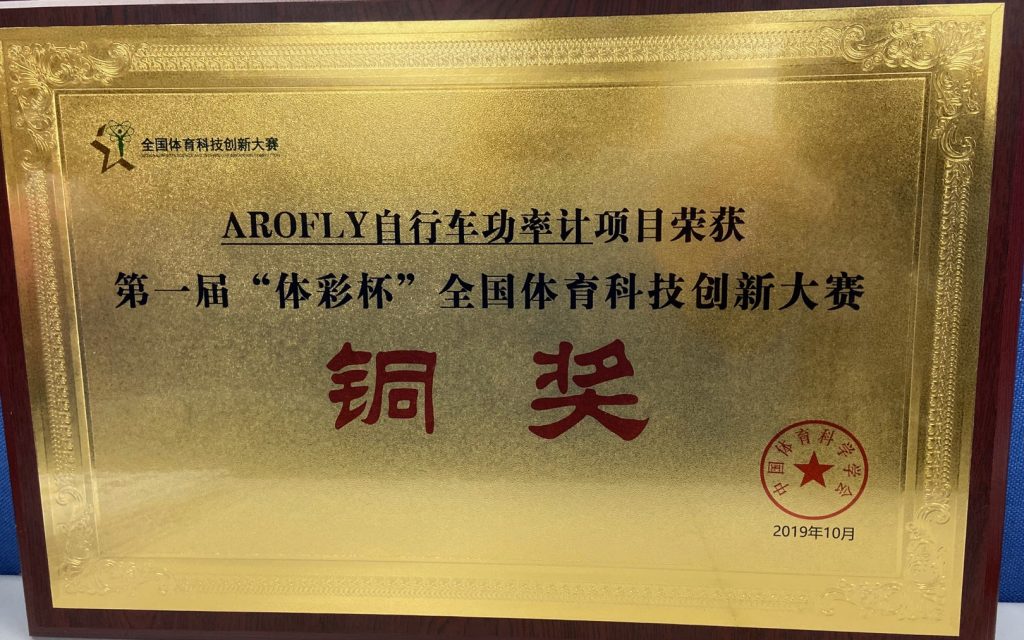 全国体育科技创新大赛
AROFLY自行车功率计项目荣获
第一届“体彩杯”全国体育科技创新大赛
铜奖
中国体育科学学会
2019年10月